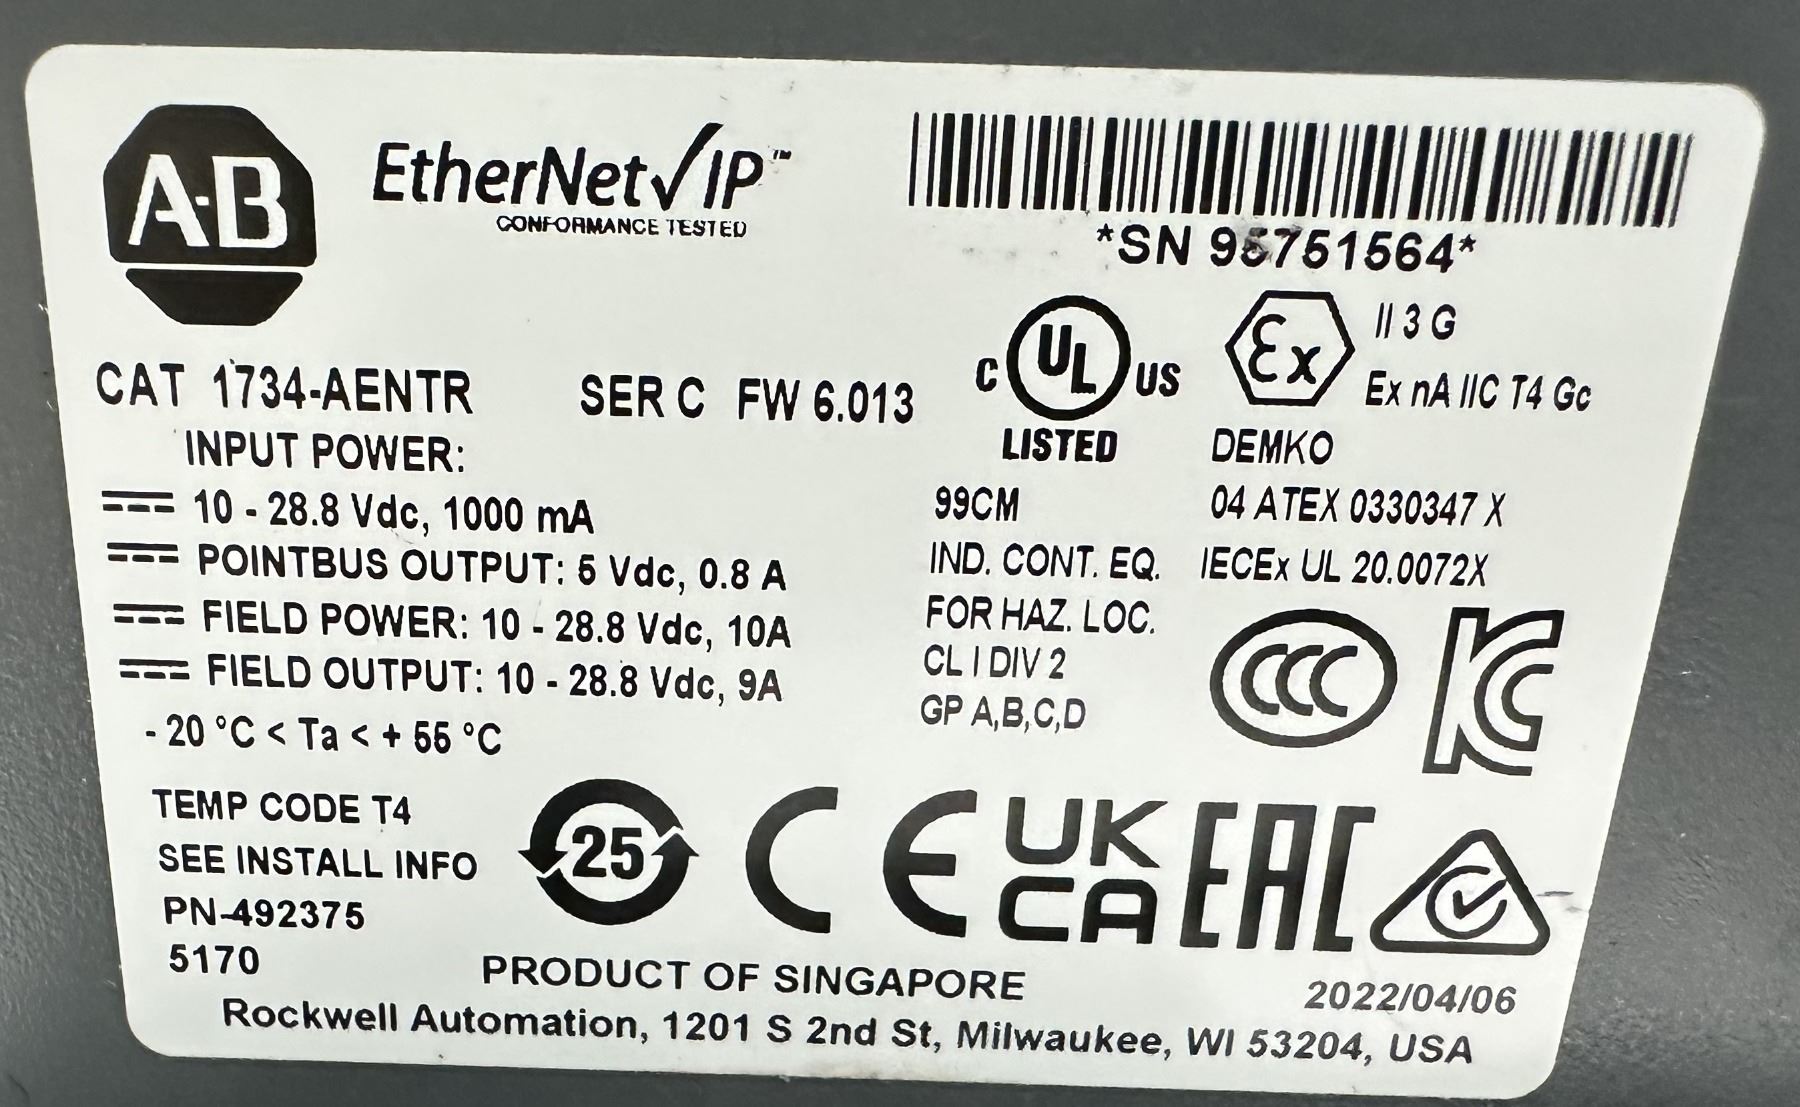 A-B
EtherNet/IP™
CONFORMANCE TESTED
*SN 95751564*
CAT 1734-AENTR SER C FW 6.013
INPUT POWER:
10 - 28.8 Vdc, 1000 mA
POINTBUS OUTPUT: 5 Vdc, 0.8 A
FIELD POWER: 10 - 28.8 Vdc, 10A
FIELD OUTPUT: 10 - 28.8 Vdc, 9A
- 20 °C < Ta < + 55 °C
TEMP CODE T4
SEE INSTALL INFO
PN-492375
5170
C UL US
LISTED
99CM
IND. CONT. EQ.
FOR HAZ. LOC.
CL I DIV 2
GP A,B,C,D
Ex II 3 G
Ex nA IIC T4 Gc
DEMKO
04 ATEX 0330347 X
IECEx UL 20.0072X
CCC KC
25 CE UK CA EAC
PRODUCT OF SINGAPORE
2022/04/06
Rockwell Automation, 1201 S 2nd St, Milwaukee, WI 53204, USA